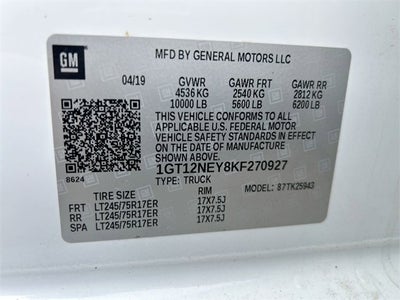 GM
MFD BY GENERAL MOTORS LLC
04/19 GVWR GAWR FRT GAWR RR
4536 KG 2540 KG 2812 KG
10000 LB 5600 LB 6200 LB
THIS VEHICLE CONFORMS TO ALL
APPLICABLE U.S. FEDERAL MOTOR
VEHICLE SAFETY STANDARDS IN EFFECT
ON THE DATE OF MANUFACTURE
SHOWN ABOVE.
1GT12NEY8KF270927
8624 TYPE: TRUCK
TIRE SIZE RIM MODEL: 87TK25943
FRT LT245/75R17ER 17X7.5J
RR LT245/75R17ER 17X7.5J
SPA LT245/75R17ER 17X7.5J